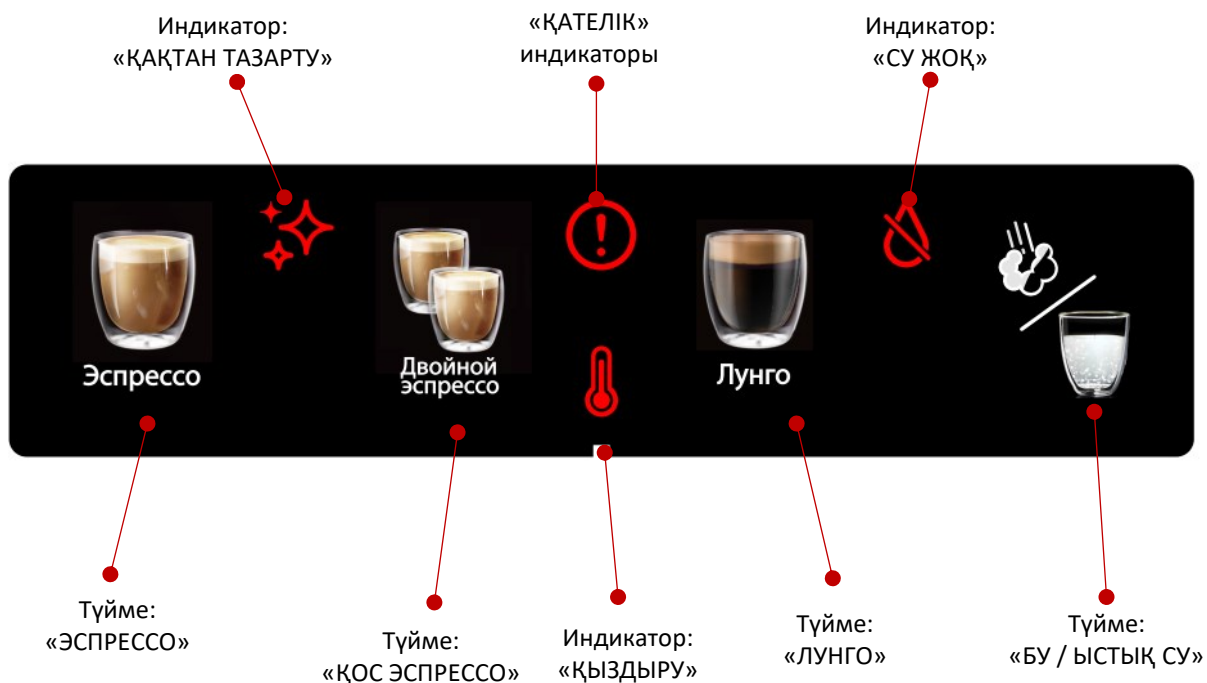 Индикатор:
«ҚАҚТАН ТАЗАРТУ»
«ҚАТЕЛІК»
индикаторы
Индикатор:
«СУ ЖОҚ»
Эспрессо
Двойной
эспрессо
Лунго
Түйме:
«ЭСПРЕССО»
Түйме:
«ҚОС ЭСПРЕССО»
Индикатор:
«ҚЫЗДЫРУ»
Түйме:
«ЛУНГО»
Түйме:
«БУ / ЫСТЫҚ СУ»